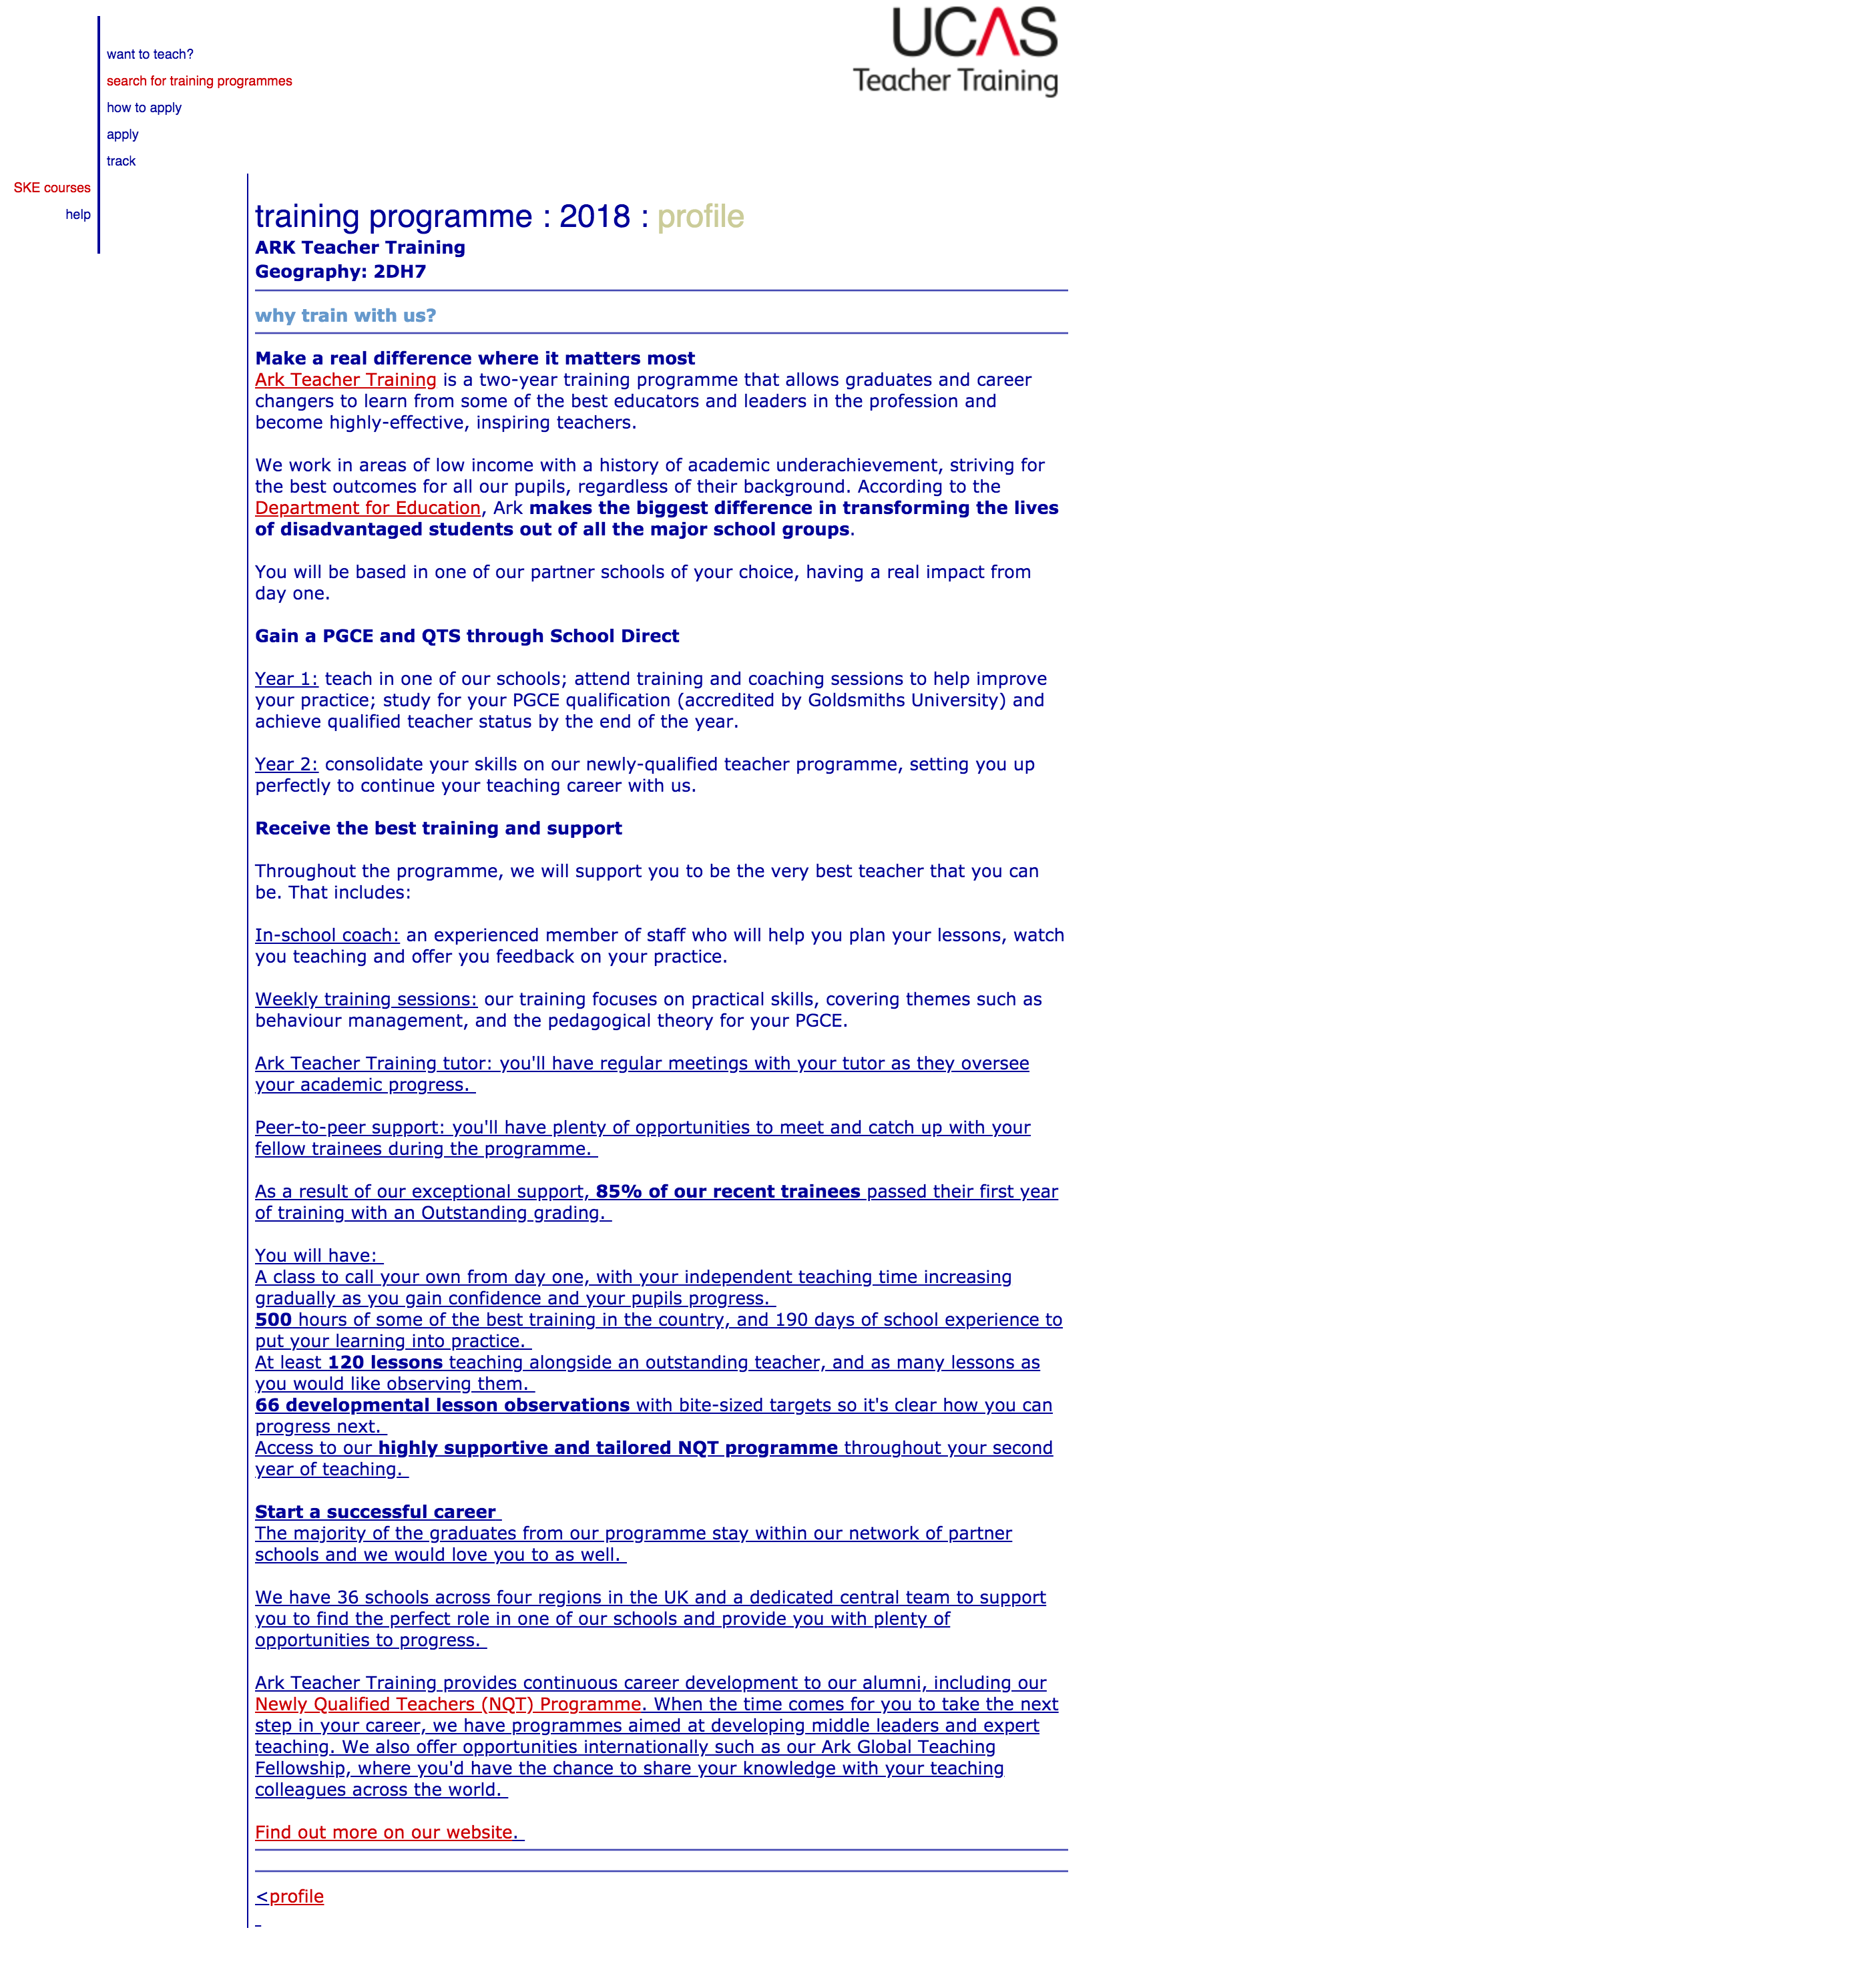 UCAS
Teacher Training
want to teach?
search for training programmes
how to apply
apply
track
SKE courses
help
training programme : 2018 : profile
ARK Teacher Training
Geography: 2DH7
why train with us?
Make a real difference where it matters most
Ark Teacher Training is a two-year training programme that allows graduates and career
changers to learn from some of the best educators and leaders in the profession and
become highly-effective, inspiring teachers.
We work in areas of low income with a history of academic underachievement, striving for
the best outcomes for all our pupils, regardless of their background. According to the
Department for Education, Ark makes the biggest difference in transforming the lives
of disadvantaged students out of all the major school groups.
You will be based in one of our partner schools of your choice, having a real impact from
day one.
Gain a PGCE and QTS through School Direct
Year 1: teach in one of our schools; attend training and coaching sessions to help improve
your practice; study for your PGCE qualification (accredited by Goldsmiths University) and
achieve qualified teacher status by the end of the year.
Year 2: consolidate your skills on our newly-qualified teacher programme, setting you up
perfectly to continue your teaching career with us.
Receive the best training and support
Throughout the programme, we will support you to be the very best teacher that you can
be. That includes:
In-school coach: an experienced member of staff who will help you plan your lessons, watch
you teaching and offer you feedback on your practice.
Weekly training sessions: our training focuses on practical skills, covering themes such as
behaviour management, and the pedagogical theory for your PGCE.
Ark Teacher Training tutor: you'll have regular meetings with your tutor as they oversee
your academic progress.
Peer-to-peer support: you'll have plenty of opportunities to meet and catch up with your
fellow trainees during the programme.
As a result of our exceptional support, 85% of our recent trainees passed their first year
of training with an Outstanding grading.
You will have:
A class to call your own from day one, with your independent teaching time increasing
gradually as you gain confidence and your pupils progress.
500 hours of some of the best training in the country, and 190 days of school experience to
put your learning into practice.
At least 120 lessons teaching alongside an outstanding teacher, and as many lessons as
you would like observing them.
66 developmental lesson observations with bite-sized targets so it's clear how you can
progress next.
Access to our highly supportive and tailored NQT programme throughout your second
year of teaching.
Start a successful career
The majority of the graduates from our programme stay within our network of partner
schools and we would love you to as well.
We have 36 schools across four regions in the UK and a dedicated central team to support
you to find the perfect role in one of our schools and provide you with plenty of
opportunities to progress.
Ark Teacher Training provides continuous career development to our alumni, including our
Newly Qualified Teachers (NQT) Programme. When the time comes for you to take the next
step in your career, we have programmes aimed at developing middle leaders and expert
teaching. We also offer opportunities internationally such as our Ark Global Teaching
Fellowship, where you'd have the chance to share your knowledge with your teaching
colleagues across the world.
Find out more on our website.
<profile